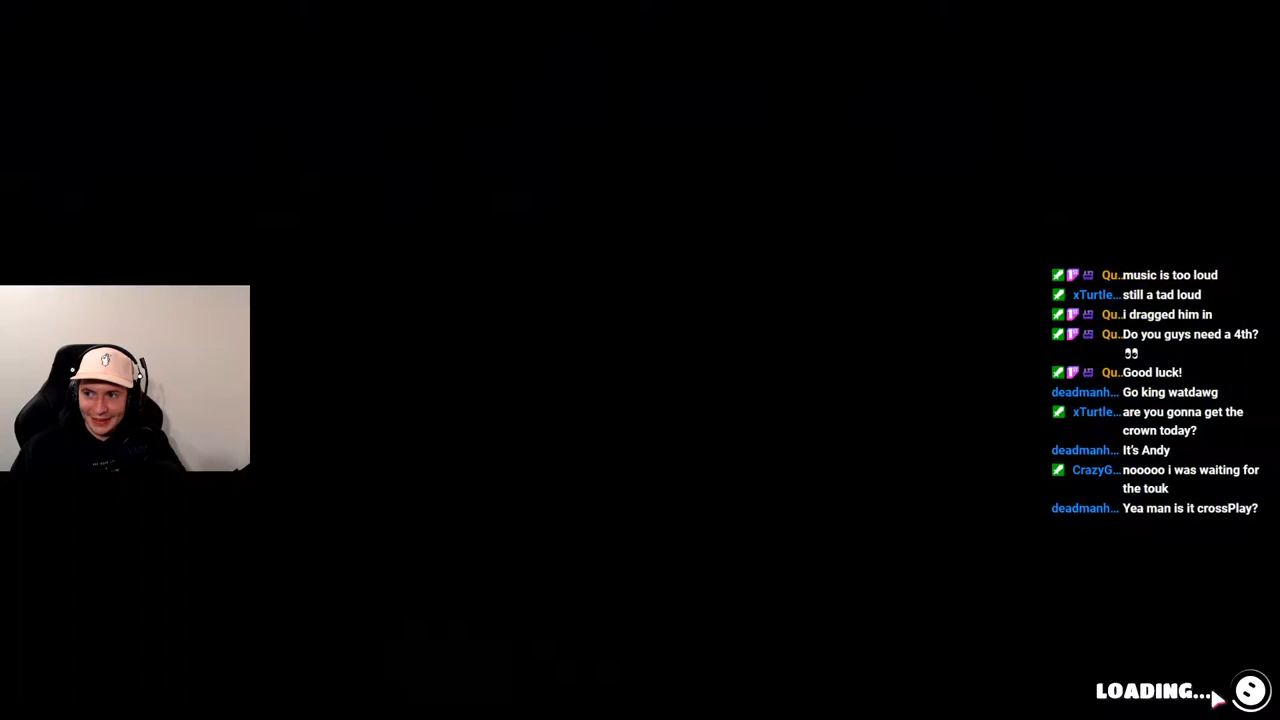 Qu..music is too loud
xTurtle...still a tad loud
Qu..i dragged him in
Qu..Do you guys need a 4th?
👀
Qu..Good luck!
deadmanh... Go king watdawg
xTurtle...are you gonna get the
crown today?
deadmanh... It's Andy
CrazyG...nooooo i was waiting for
the touk
deadmanh... Yea man is it crossPlay?
LOADING...